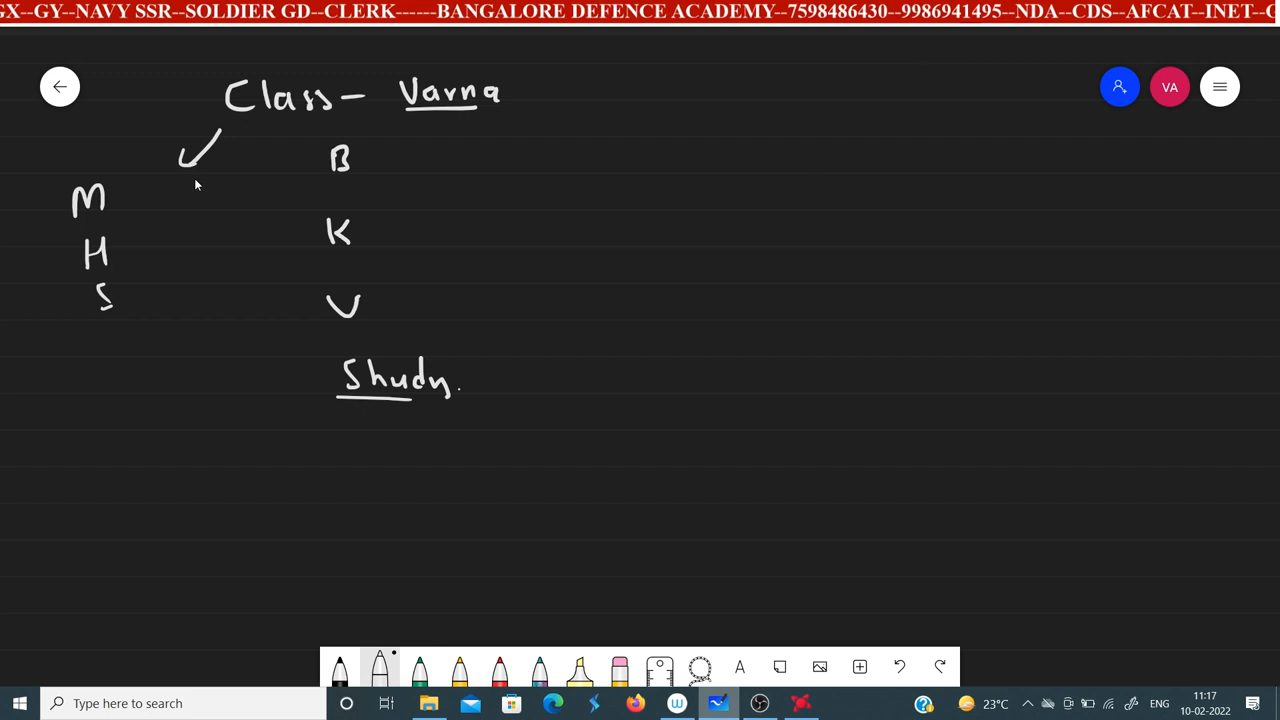 GX--GY--NAVY SSR--SOLDIER GD--CLERK------BANGALORE DEFENCE ACADEMY--7598486430--9986941495--NDA--CDS--AFCAT--INET--C
Class - Varna
VA
B
M
K
H
S
V
Shudy.
A
Type here to search
23°C
ENG
11:17
10-02-2022